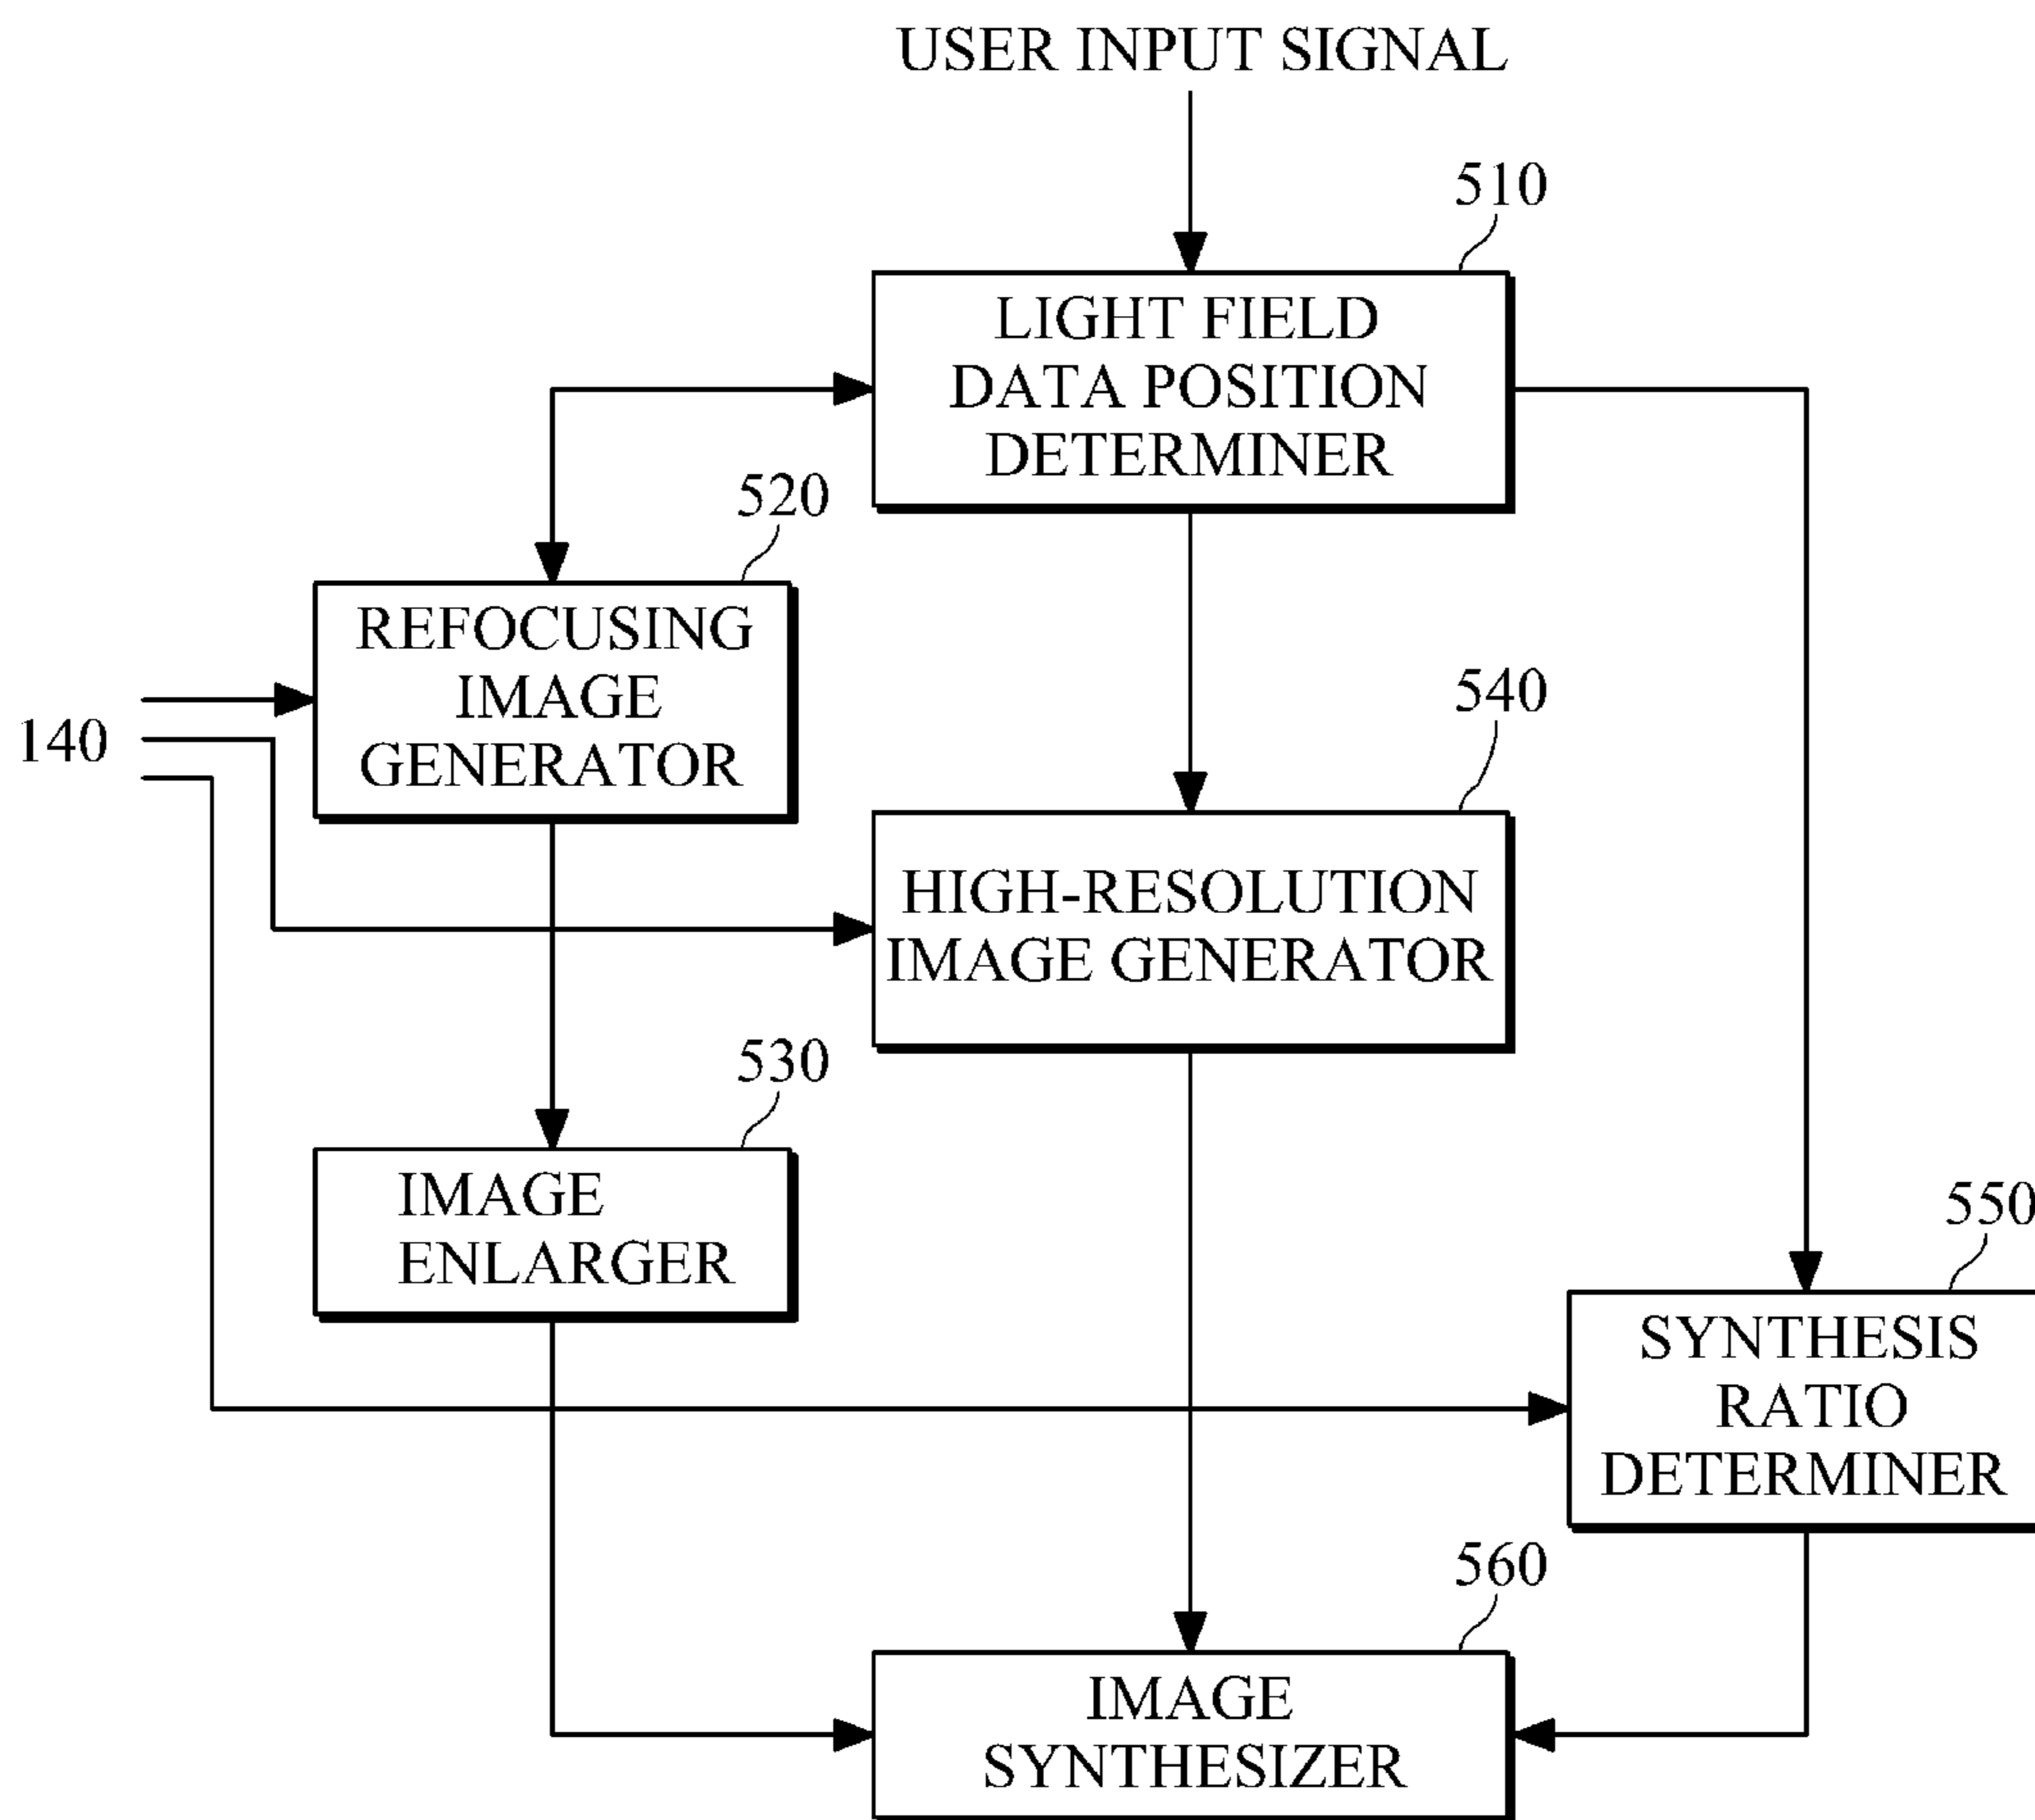 USER INPUT SIGNAL
510
LIGHT FIELD
DATA POSITION
DETERMINER
520
REFOCUSING
IMAGE
GENERATOR
140
540
HIGH-RESOLUTION
IMAGE GENERATOR
530
IMAGE
ENLARGER
550
SYNTHESIS
RATIO
DETERMINER
560
IMAGE
SYNTHESIZER